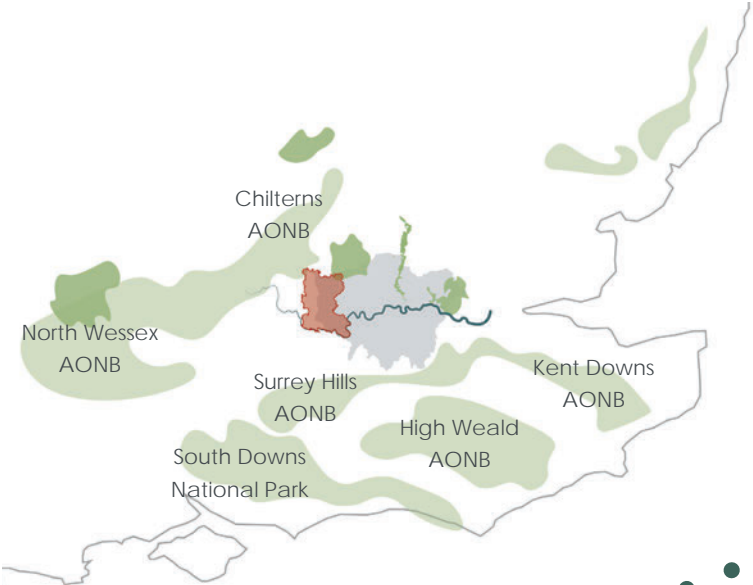 Chilterns
AONB
North Wessex
AONB
Surrey Hills
AONB
Kent Downs
AONB
High Weald
AONB
South Downs
National Park